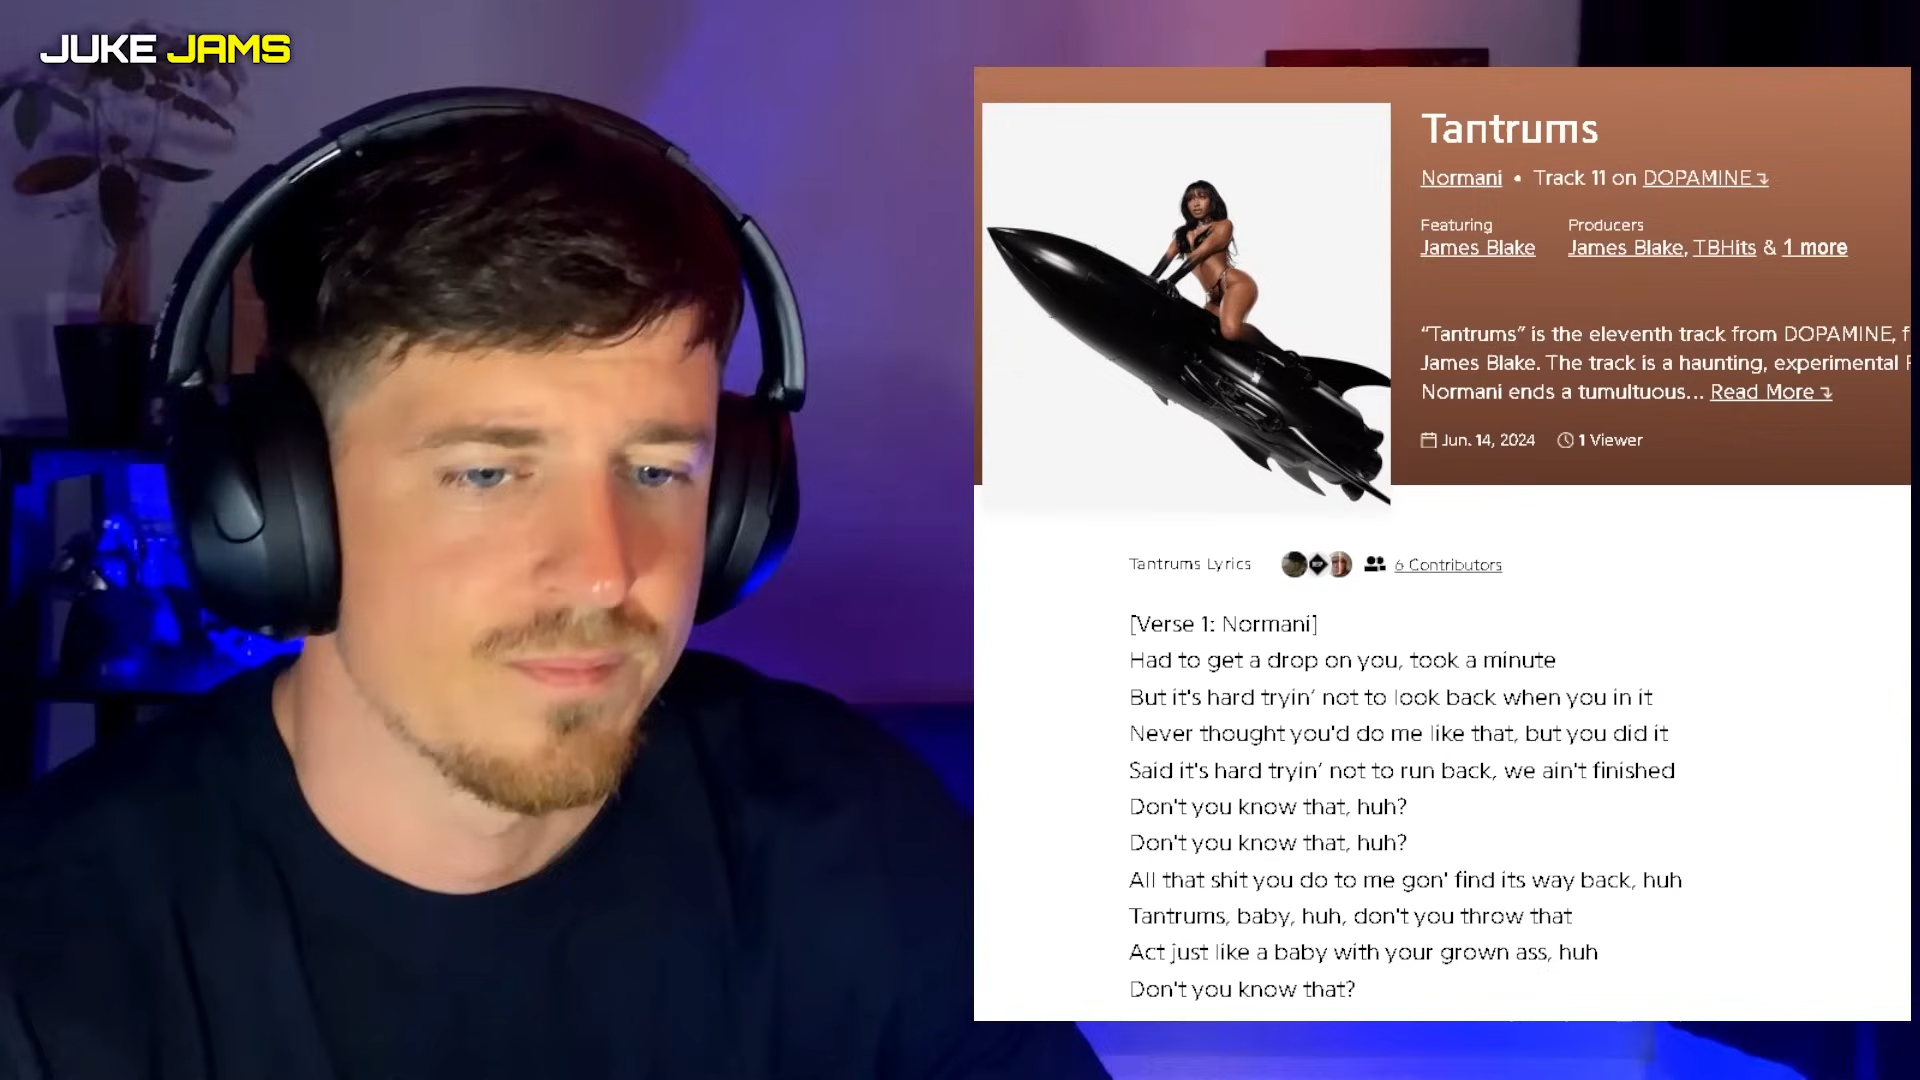 JUKE JAMS
Tantrums
Normani • Track 11 on DOPAMINE
Featuring
James Blake
Producers
James Blake, TBHits & 1 more
“Tantrums” is the eleventh track from DOPAMINE, f
James Blake. The track is a haunting, experimental
Normani ends a tumultuous... Read More
Jun. 14, 2024 1 Viewer
Tantrums Lyrics
6 Contributors
[Verse 1: Normani]
Had to get a drop on you, took a minute
But it's hard tryin’ not to look back when you in it
Never thought you'd do me like that, but you did it
Said it's hard tryin’ not to run back, we ain't finished
Don't you know that, huh?
Don't you know that, huh?
All that shit you do to me gon' find its way back, huh
Tantrums, baby, huh, don't you throw that
Act just like a baby with your grown ass, huh
Don't you know that?